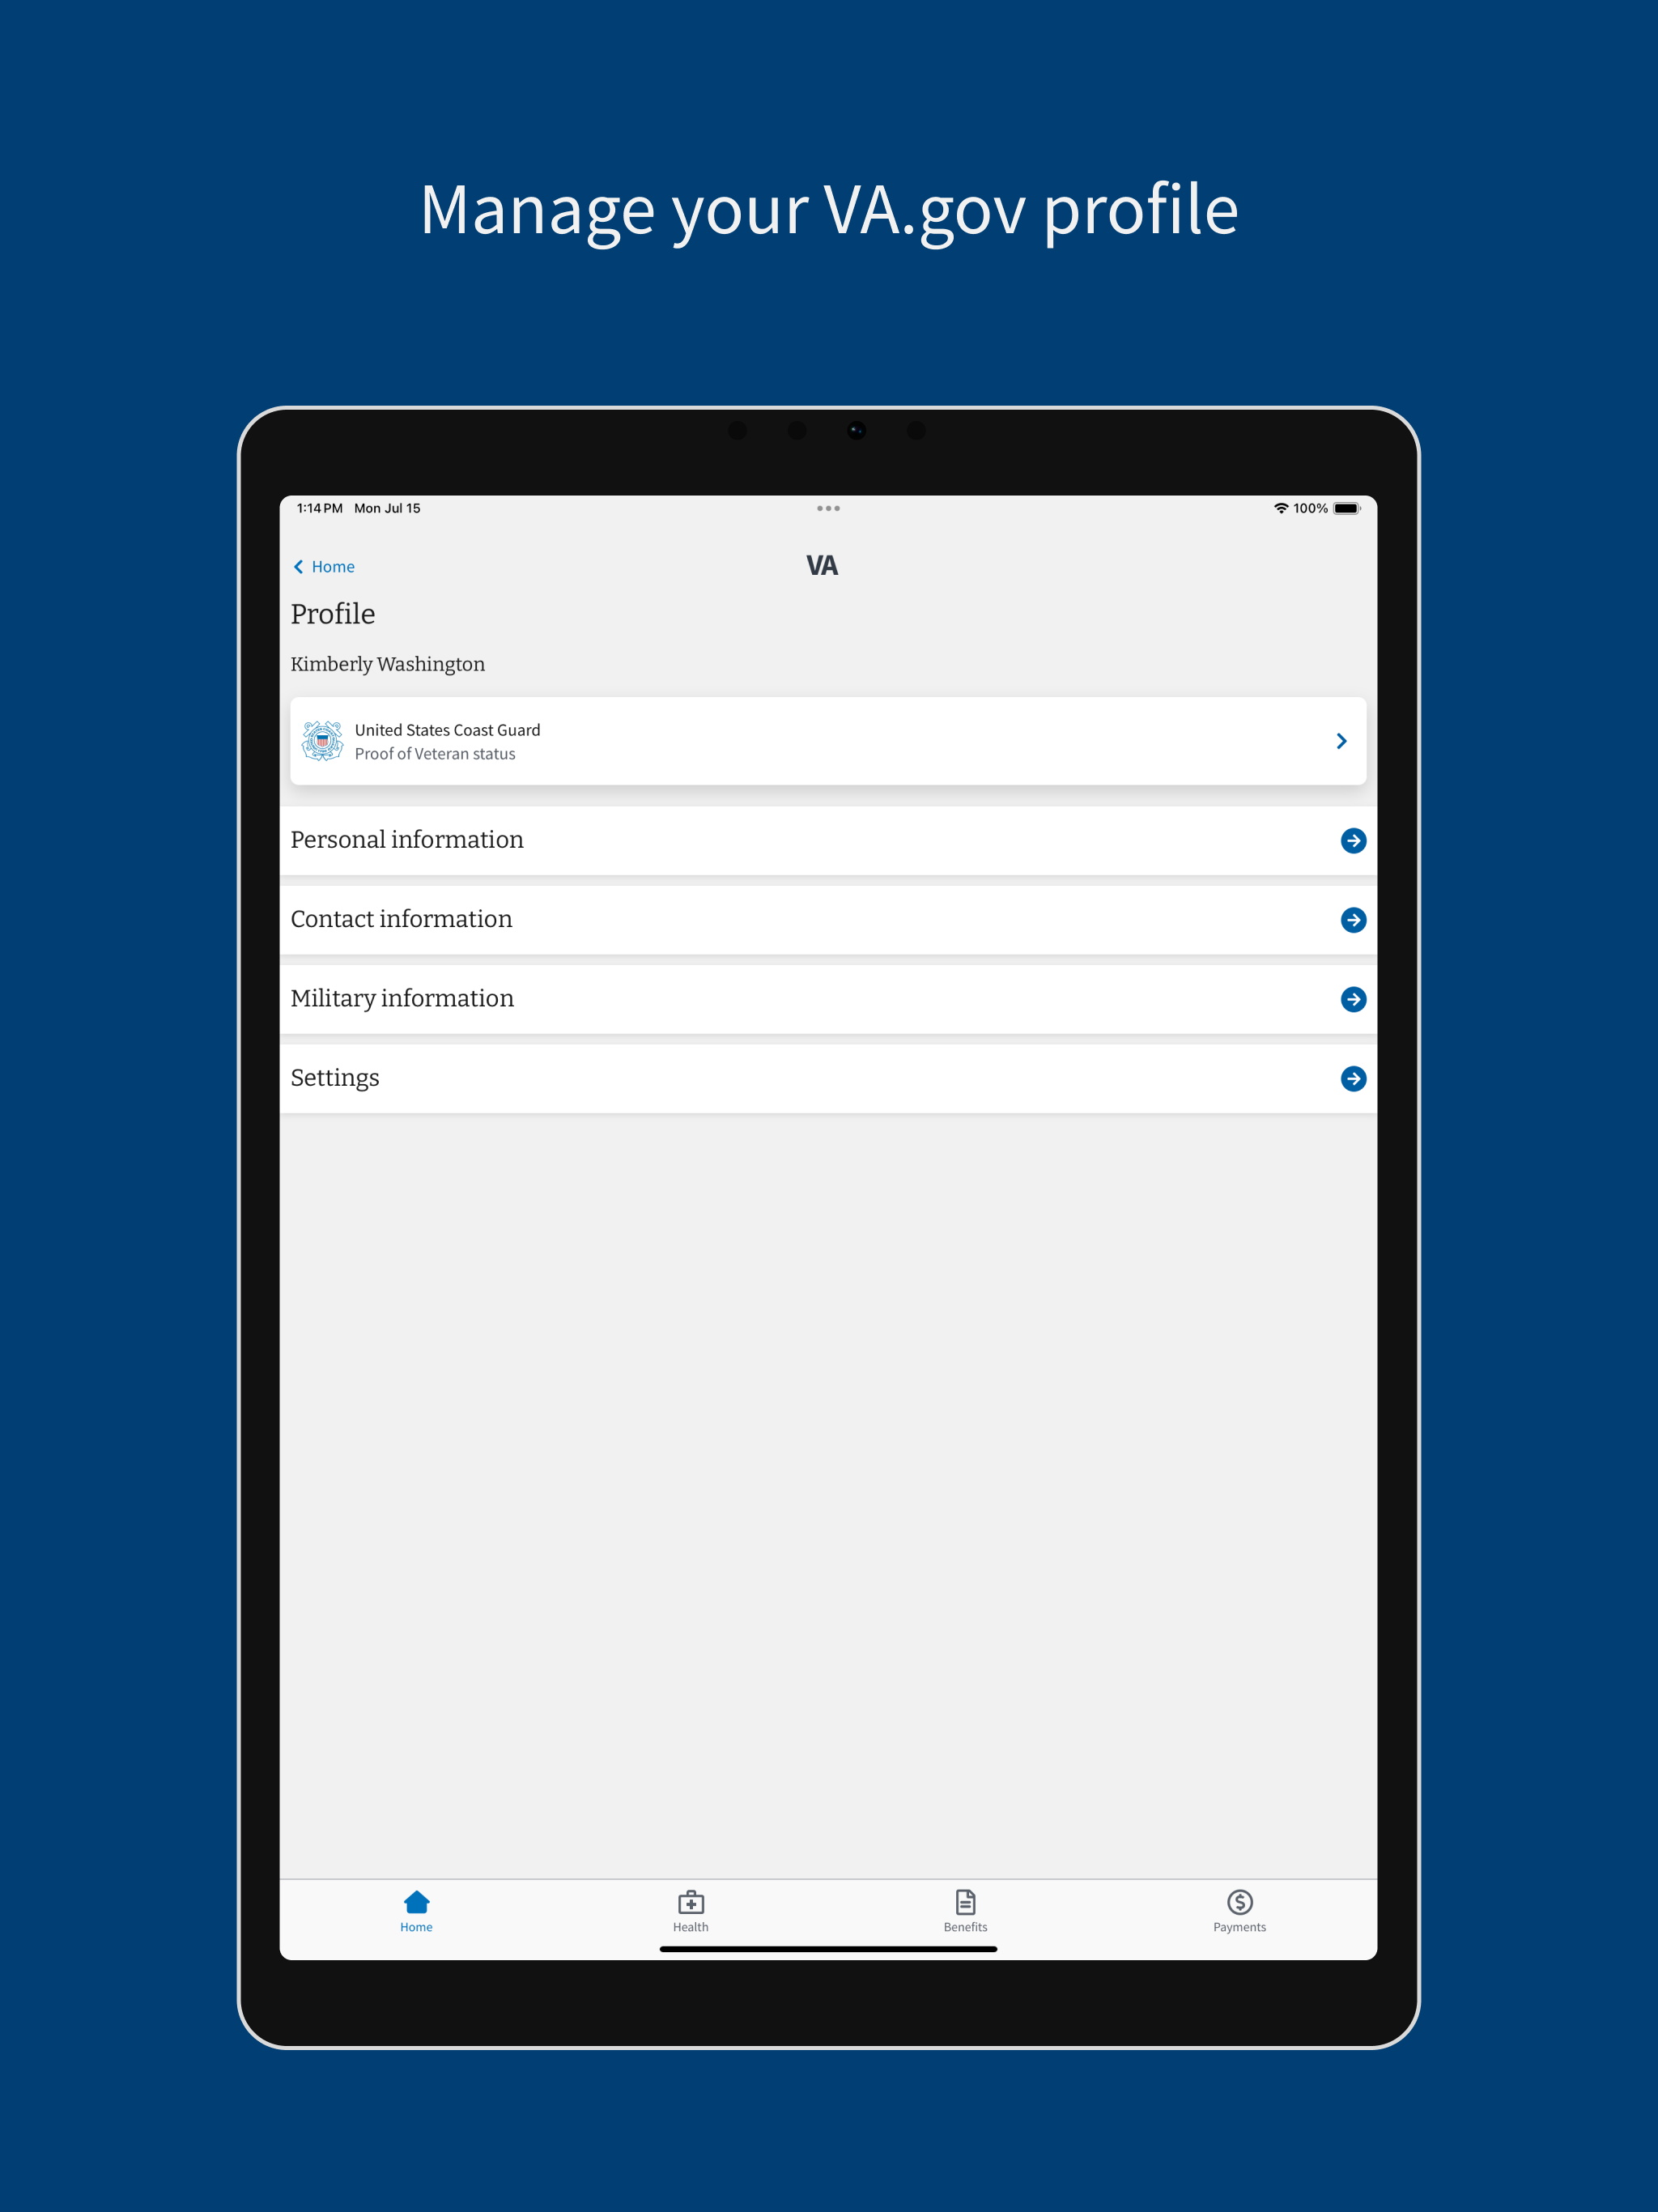 Manage your VA.gov profile
1:14 PM Mon Jul 15
100%
Home
VA
Profile
Kimberly Washington
United States Coast Guard
Proof of Veteran status
Personal information
Contact information
Military information
Settings
Home
Health
Benefits
Payments